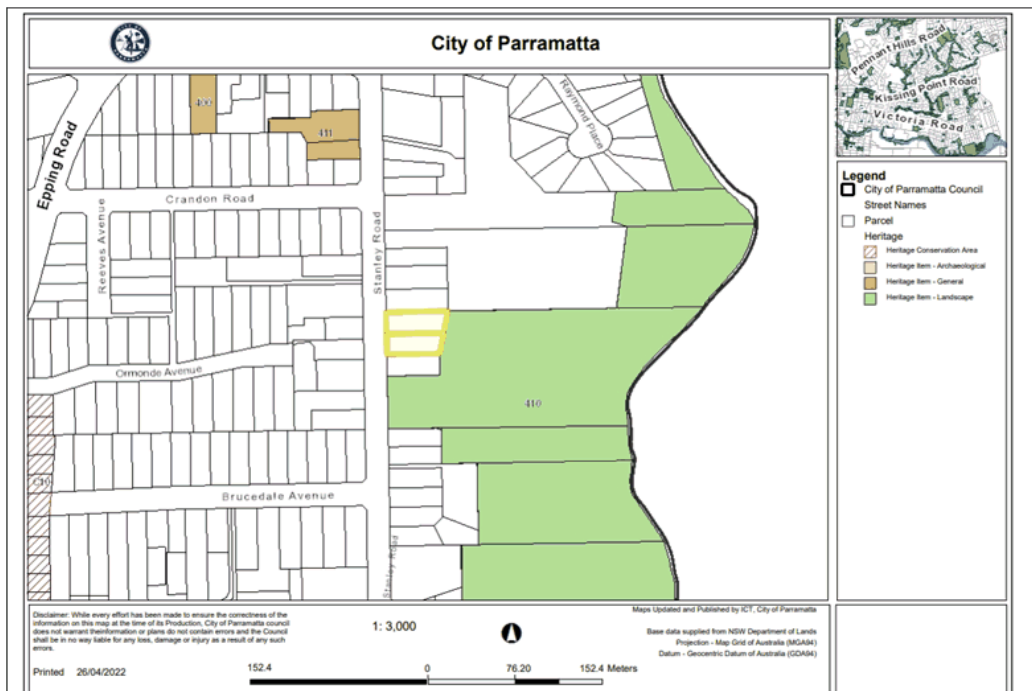 City of Parramatta
Pennant Hills Road
Kissing Point Road
Victoria Road
400
411
Raymond Place
Epping Road
Crandon Road
Reeves Avenue
Stanley Road
Ormonde Avenue
410
C10
Brucedale Avenue
Stanley Road
Legend
City of Parramatta Council
Street Names
Parcel
Heritage
Heritage Conservation Area
Heritage Item - Archaeological
Heritage Item - General
Heritage Item - Landscape
Disclaimer: While every effort has been made to ensure the correctness of the
information on this map at the time of its Production, City of Parramatta council
does not warrant theinformation or plans do not contain errors and the Council
shall be in no way liable for any loss, damage or injury as a result of any such
errors.
Printed 26/04/2022
1: 3,000
152.4 0 76.20 152.4 Meters
Maps Updated and Published by ICT, City of Parramatta
Base data supplied from NSW Department of Lands
Projection - Map Grid of Australia (MGA94)
Datum - Geocentric Datum of Australia (GDA94)